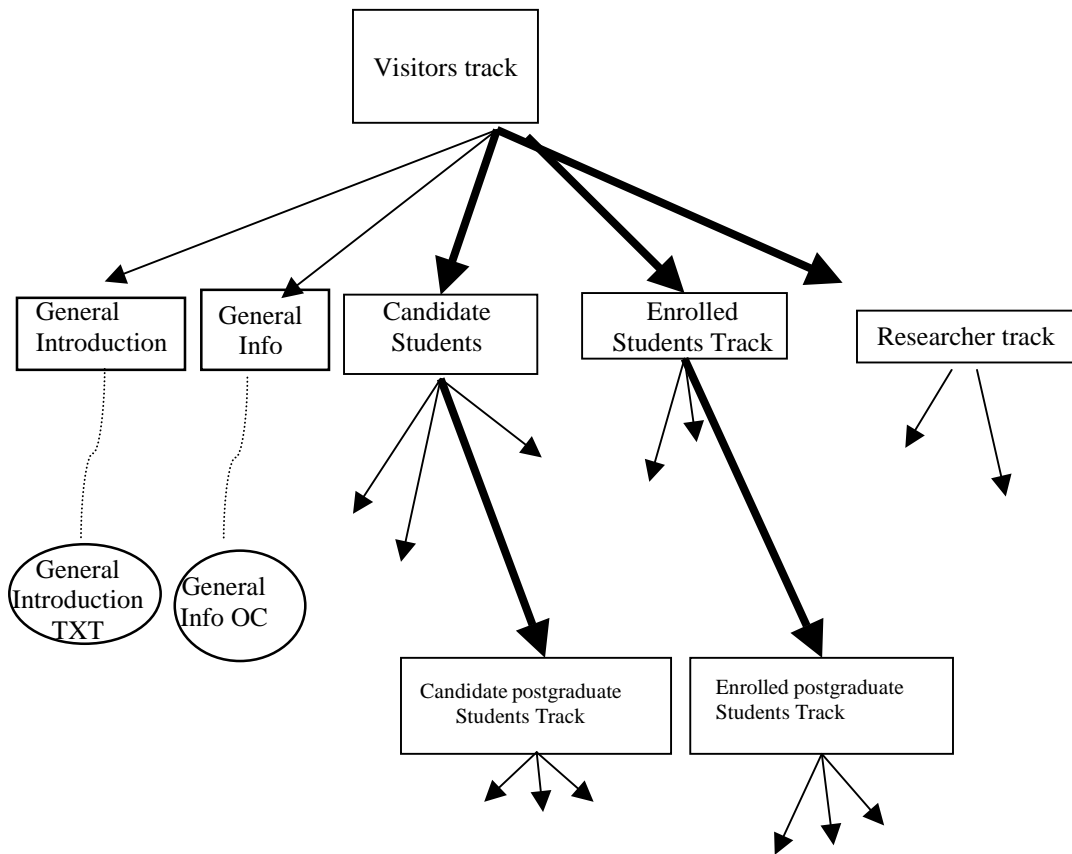 Visitors track
General
Introduction
General
Info
Candidate
Students
Enrolled
Students Track
Researcher track
General
Introduction
TXT
General
Info OC
Candidate postgraduate
Students Track
Enrolled postgraduate
Students Track